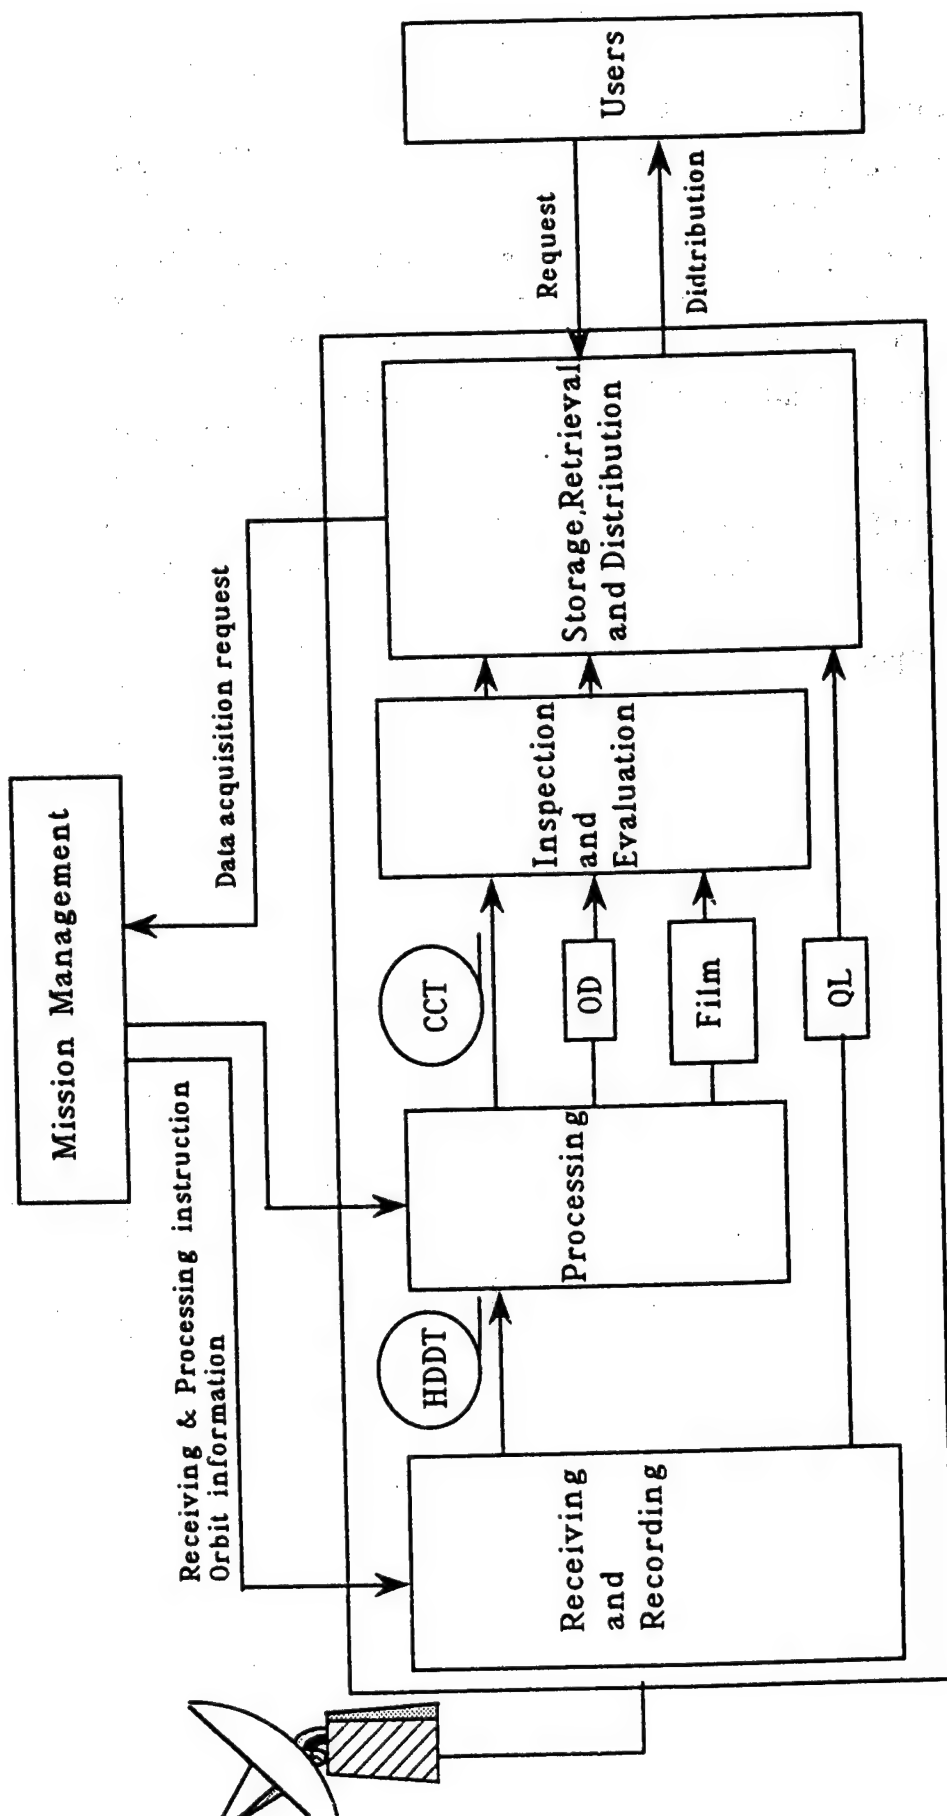 Mission Management
Receiving & Processing instruction
Orbit information
Data acquisition request
Receiving
and
Recording
HDDT
Processing
CCT
OD
Film
QL
Inspection
and
Evaluation
Storage,Retrieval
and Distribution
Request
Didtribution
Users